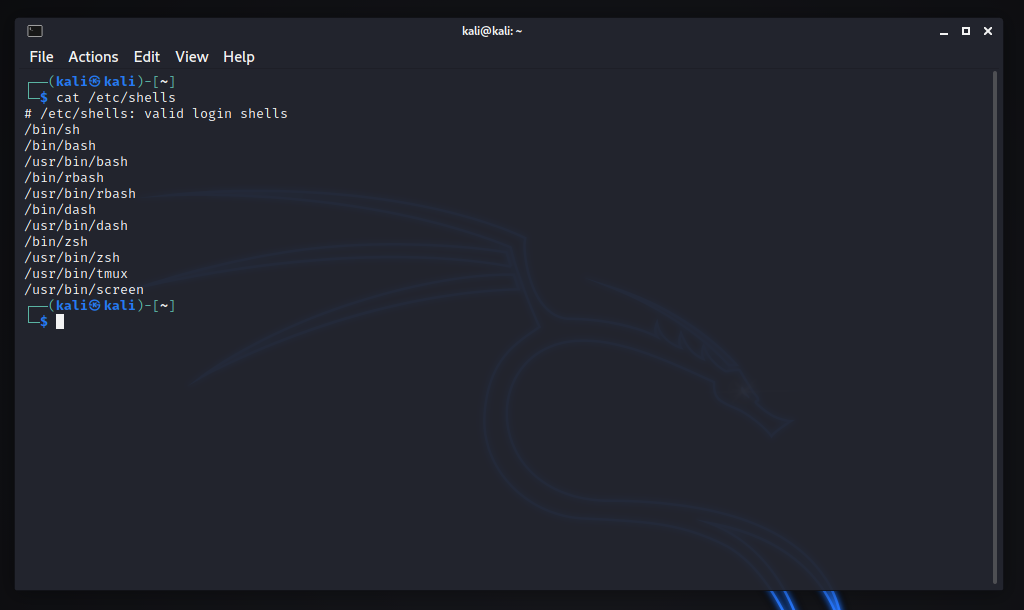 kali@kali: ~
File Actions Edit View Help
┌──(kali㉿kali)-[~]
└─$ cat /etc/shells
# /etc/shells: valid login shells
/bin/sh
/bin/bash
/usr/bin/bash
/bin/rbash
/usr/bin/rbash
/bin/dash
/usr/bin/dash
/bin/zsh
/usr/bin/zsh
/usr/bin/tmux
/usr/bin/screen
┌──(kali㉿kali)-[~]
└─$